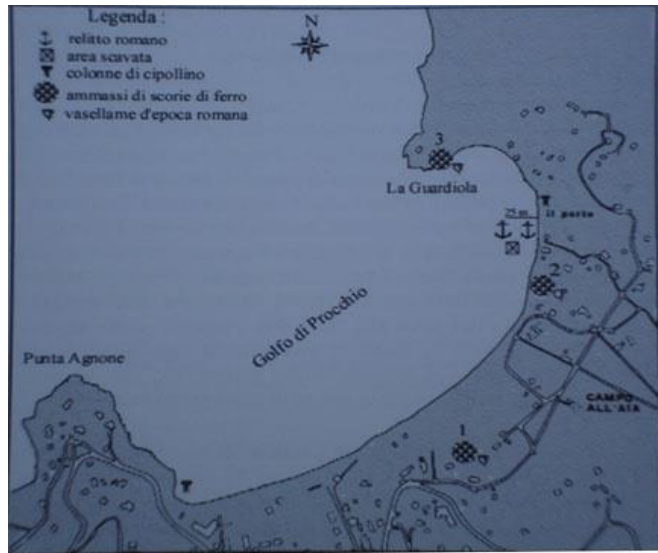 Legenda :
relitto romano
area scavata
colonne di cipollino
ammassi di scorie di ferro
vasellame d'epoca romana
N
3
La Guardiola
25 m.
il porto
2
Golfo di Procchio
Punta Agnone
CAMPO
ALL'AIA
1